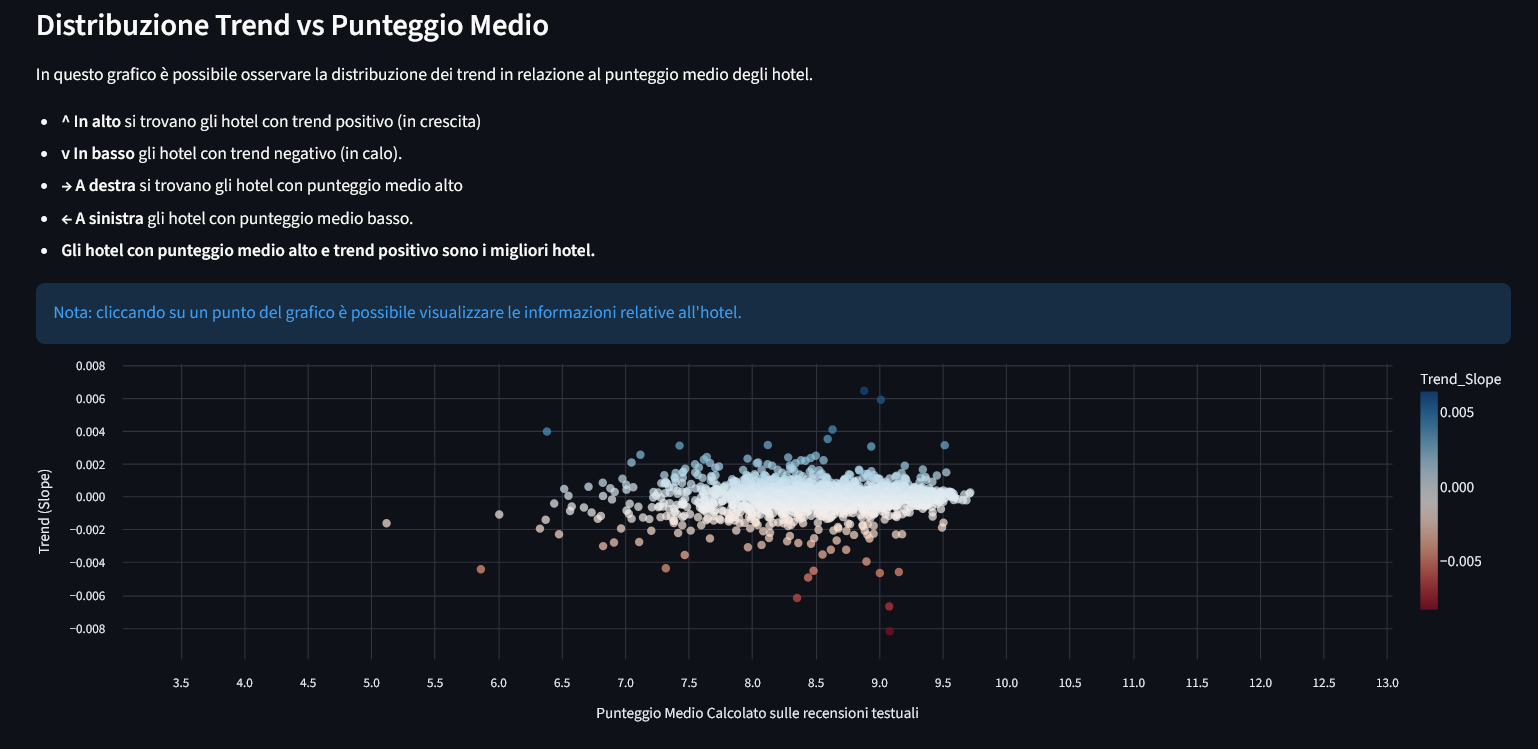 Distribuzione Trend vs Punteggio Medio
In questo grafico è possibile osservare la distribuzione dei trend in relazione al punteggio medio degli hotel.
• ^ In alto si trovano gli hotel con trend positivo (in crescita)
• v In basso gli hotel con trend negativo (in calo).
• → A destra si trovano gli hotel con punteggio medio alto
• ← A sinistra gli hotel con punteggio medio basso.
• Gli hotel con punteggio medio alto e trend positivo sono i migliori hotel.
Nota: cliccando su un punto del grafico è possibile visualizzare le informazioni relative all'hotel.
Trend (Slope)
0.008
0.006
0.004
0.002
0.000
−0.002
−0.004
−0.006
−0.008
3.5 4.0 4.5 5.0 5.5 6.0 6.5 7.0 7.5 8.0 8.5 9.0 9.5 10.0 10.5 11.0 11.5 12.0 12.5 13.0
Punteggio Medio Calcolato sulle recensioni testuali
Trend_Slope
0.005
0.000
−0.005